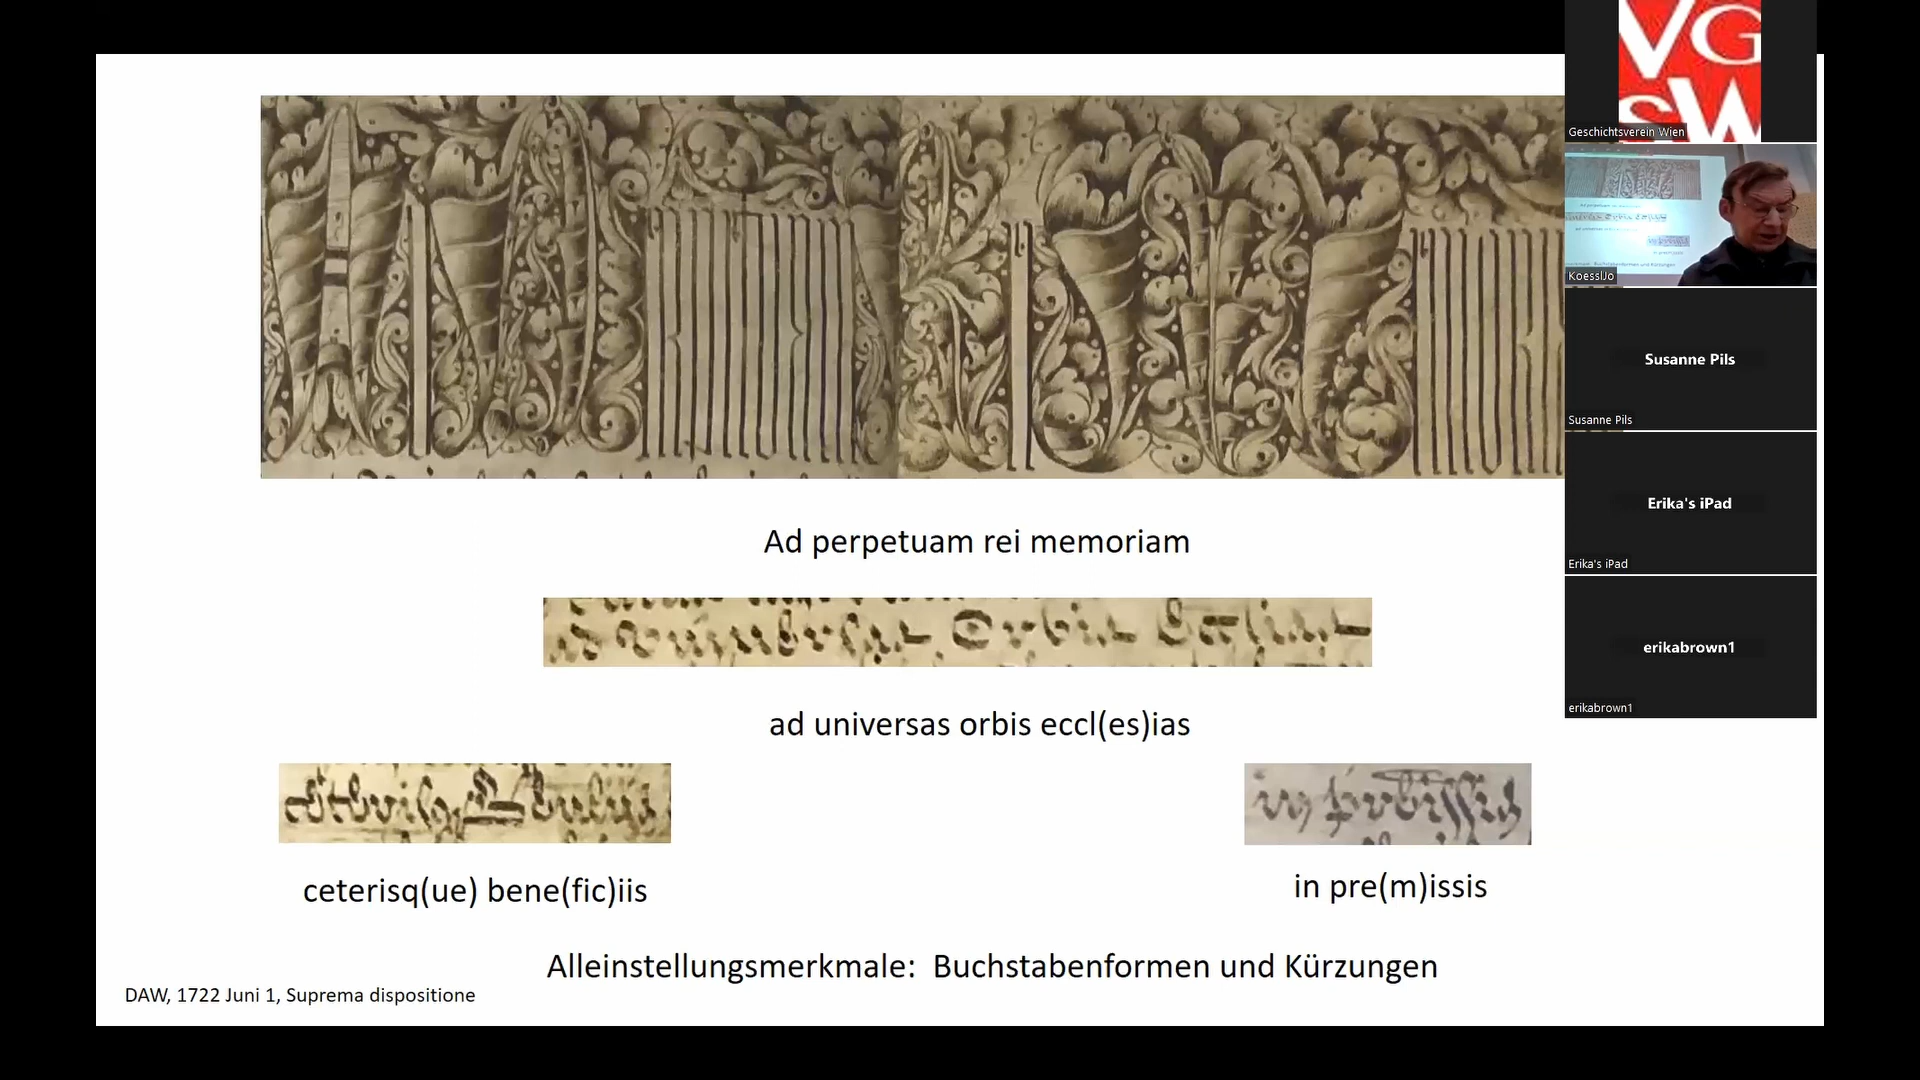 Ad perpetuam rei memoriam
ad universas orbis eccl(es)ias
ceterisq(ue) bene(fic)iis
in pre(m)issis
Alleinstellungsmerkmale: Buchstabenformen und Kürzungen
DAW, 1722 Juni 1, Suprema dispositione
VG
SW
Geschichtsverein Wien
KoesslJo
Susanne Pils
Susanne Pils
Erika's iPad
Erika's iPad
erikabrown1
erikabrown1